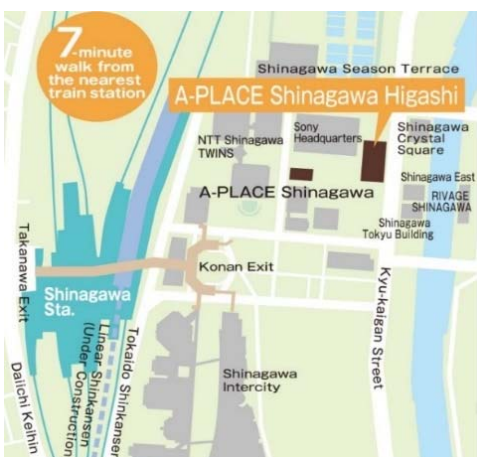 7-minute
walk from
the nearest
train station
Shinagawa Season Terrace
A-PLACE Shinagawa Higashi
NTT Shinagawa
TWINS
Sony
Headquarters
Shinagawa
Crystal
Square
Shinagawa East
RIVAGE
SHINAGAWA
A-PLACE Shinagawa
Shinagawa
Tokyu Building
Takanawa Exit
Konan Exit
Shinagawa
Sta.
Kyu-kaigan Street
Daiichi Keihin
Linear Shinkansen
(Under Construction)
Tokaido Shinkansen
Shinagawa
Intercity